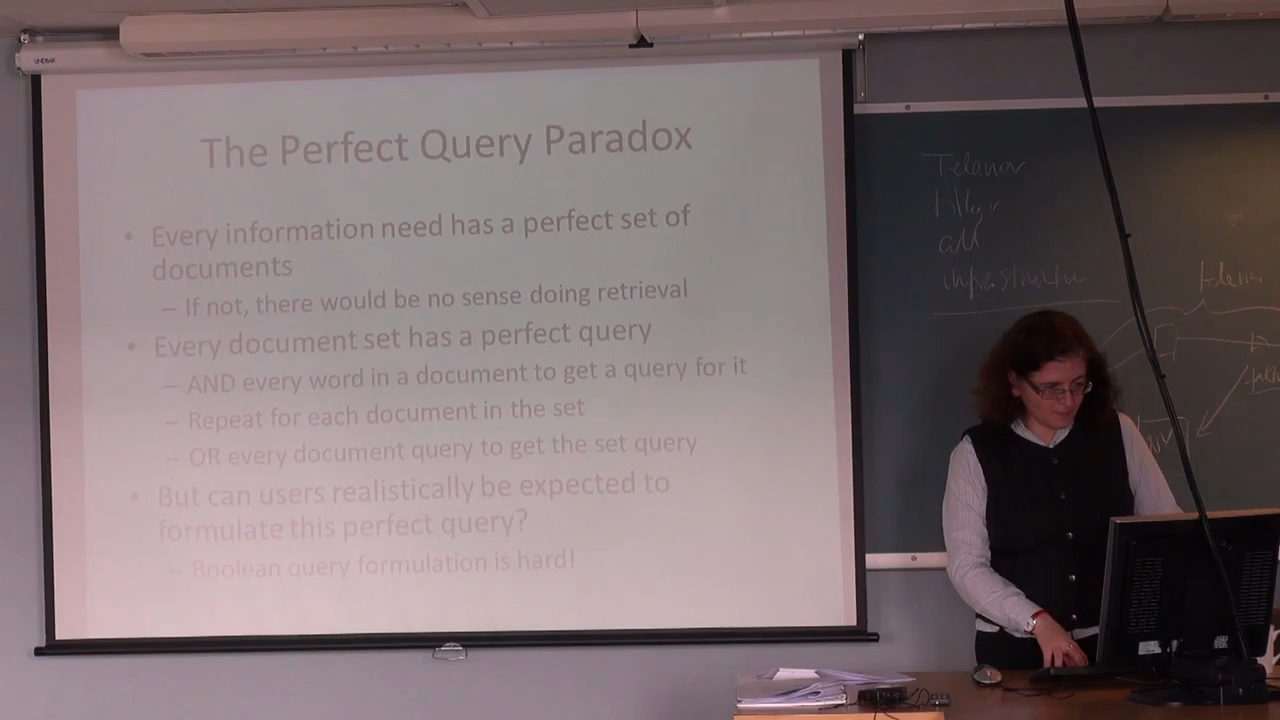 The Perfect Query Paradox
• Every information need has a perfect set of
documents
– If not, there would be no sense doing retrieval
• Every document set has a perfect query
– AND every word in a document to get a query for it
– Repeat for each document in the set
– OR every document query to get the set query
• But can users realistically be expected to
formulate this perfect query?
– Boolean query formulation is hard!
Telenor
all